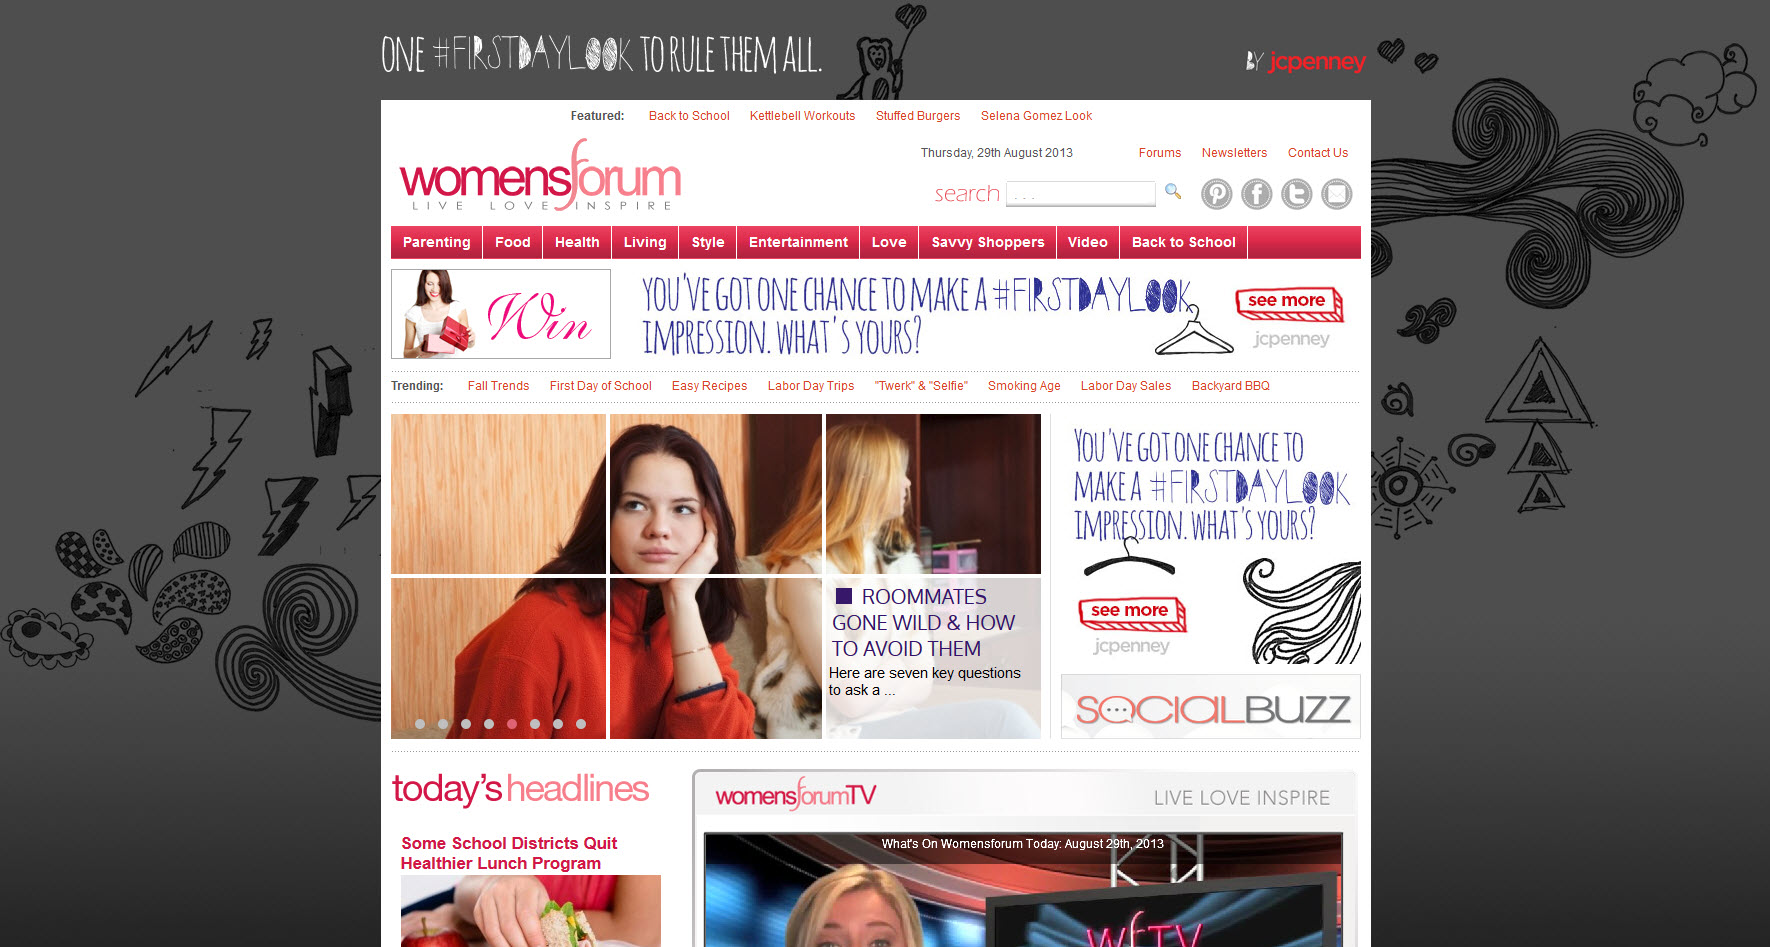 ONE #FIRSTDAYLOOK TO RULE THEM ALL.
BY jcpenney
Featured: Back to School Kettlebell Workouts Stuffed Burgers Selena Gomez Look
womensforum
LIVE LOVE INSPIRE
Thursday, 29th August 2013 Forums Newsletters Contact Us
search ...
Parenting Food Health Living Style Entertainment Love Savvy Shoppers Video Back to School
Win
YOU'VE GOT ONE CHANCE TO MAKE A #FIRSTDAYLOOK
IMPRESSION. WHAT'S YOURS?
see more
jcpenney
Trending: Fall Trends First Day of School Easy Recipes Labor Day Trips "Twerk" & "Selfie" Smoking Age Labor Day Sales Backyard BBQ
ROOMMATES
GONE WILD & HOW
TO AVOID THEM
Here are seven key questions
to ask a ...
YOU'VE GOT ONE CHANCE TO
MAKE A #FIRSTDAYLOOK
IMPRESSION. WHAT'S YOURS?
see more
jcpenney
SOCIALBUZZ
today's headlines
Some School Districts Quit
Healthier Lunch Program
womensforumTV
LIVE LOVE INSPIRE
What's On Womensforum Today: August 29th, 2013
WFTV